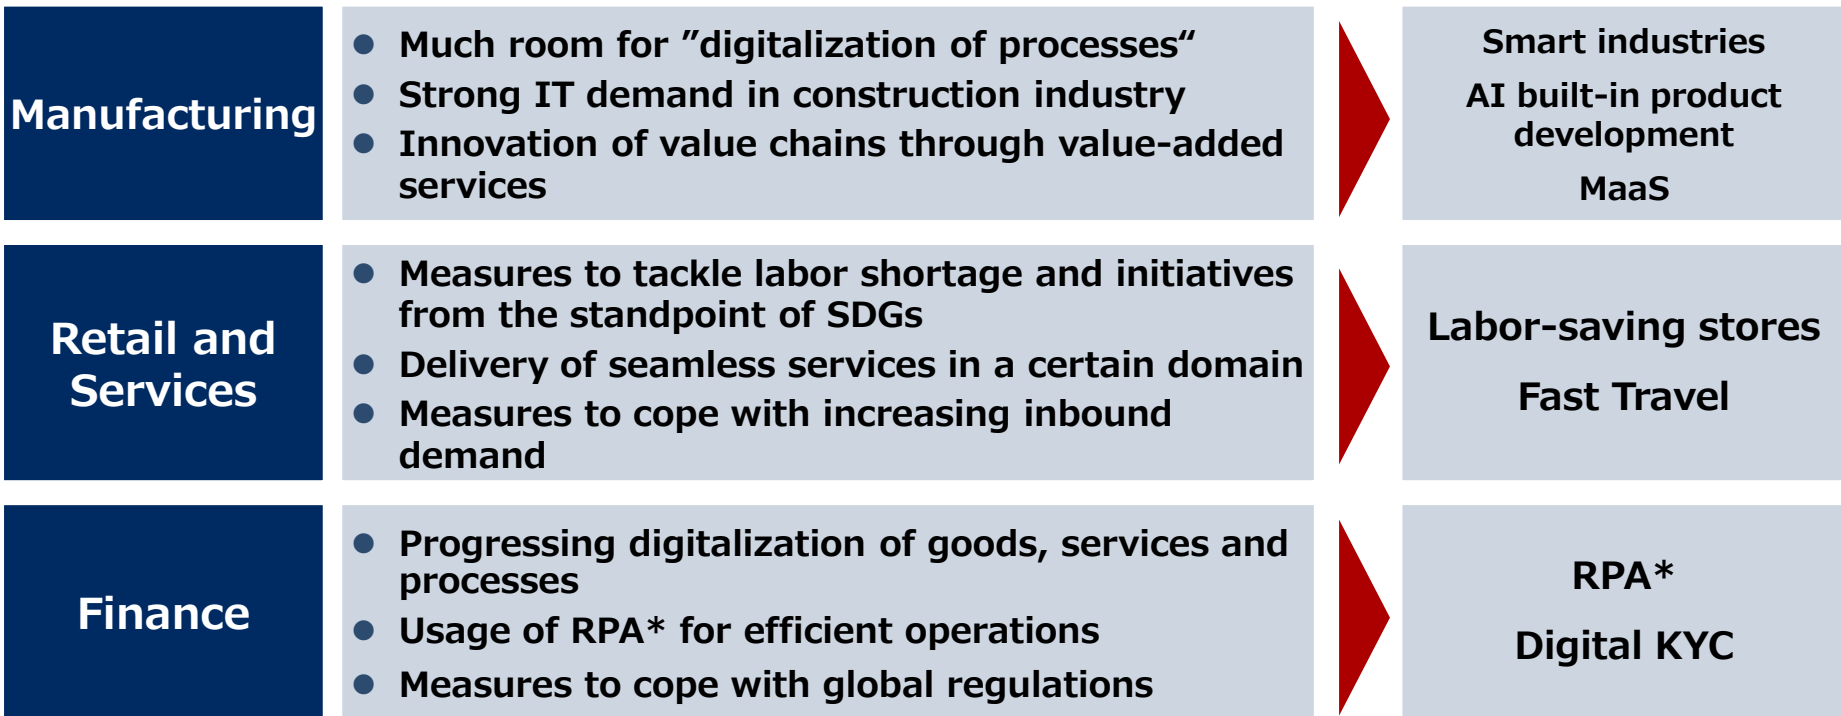 Manufacturing
● Much room for ″digitalization of processes“
● Strong IT demand in construction industry
● Innovation of value chains through value-added
services
Smart industries
AI built-in product
development
MaaS
Retail and
Services
● Measures to tackle labor shortage and initiatives
from the standpoint of SDGs
● Delivery of seamless services in a certain domain
● Measures to cope with increasing inbound
demand
Labor-saving stores
Fast Travel
Finance
● Progressing digitalization of goods, services and
processes
● Usage of RPA* for efficient operations
● Measures to cope with global regulations
RPA*
Digital KYC